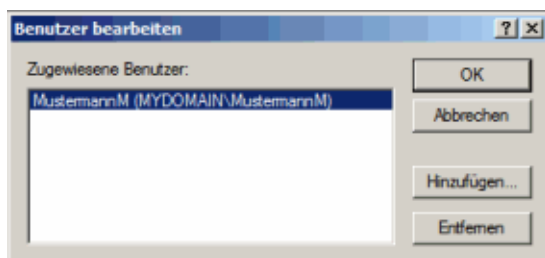 Benutzer bearbeiten
Zugewiesene Benutzer:
MustermannM (MYDOMAIN\MustermannM)
OK
Abbrechen
Hinzufügen...
Entfernen